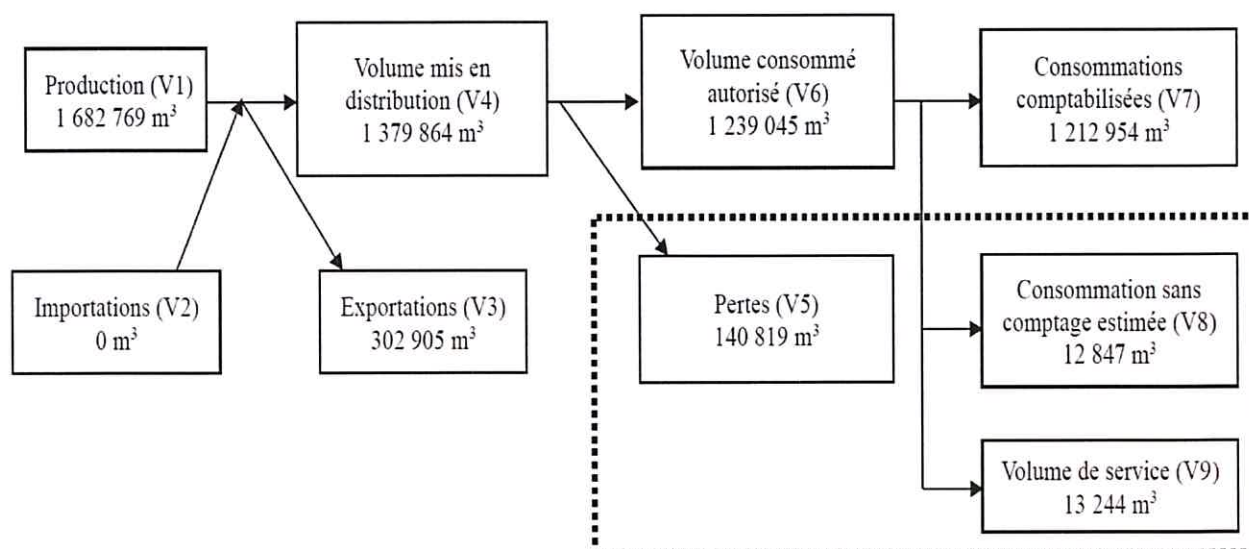 Production (V1)
1 682 769 m³
Volume mis en
distribution (V4)
1 379 864 m³
Volume consommé
autorisé (V6)
1 239 045 m³
Consommations
comptabilisées (V7)
1 212 954 m³
Importations (V2)
0 m³
Exportations (V3)
302 905 m³
Pertes (V5)
140 819 m³
Consommation sans
comptage estimée (V8)
12 847 m³
Volume de service (V9)
13 244 m³